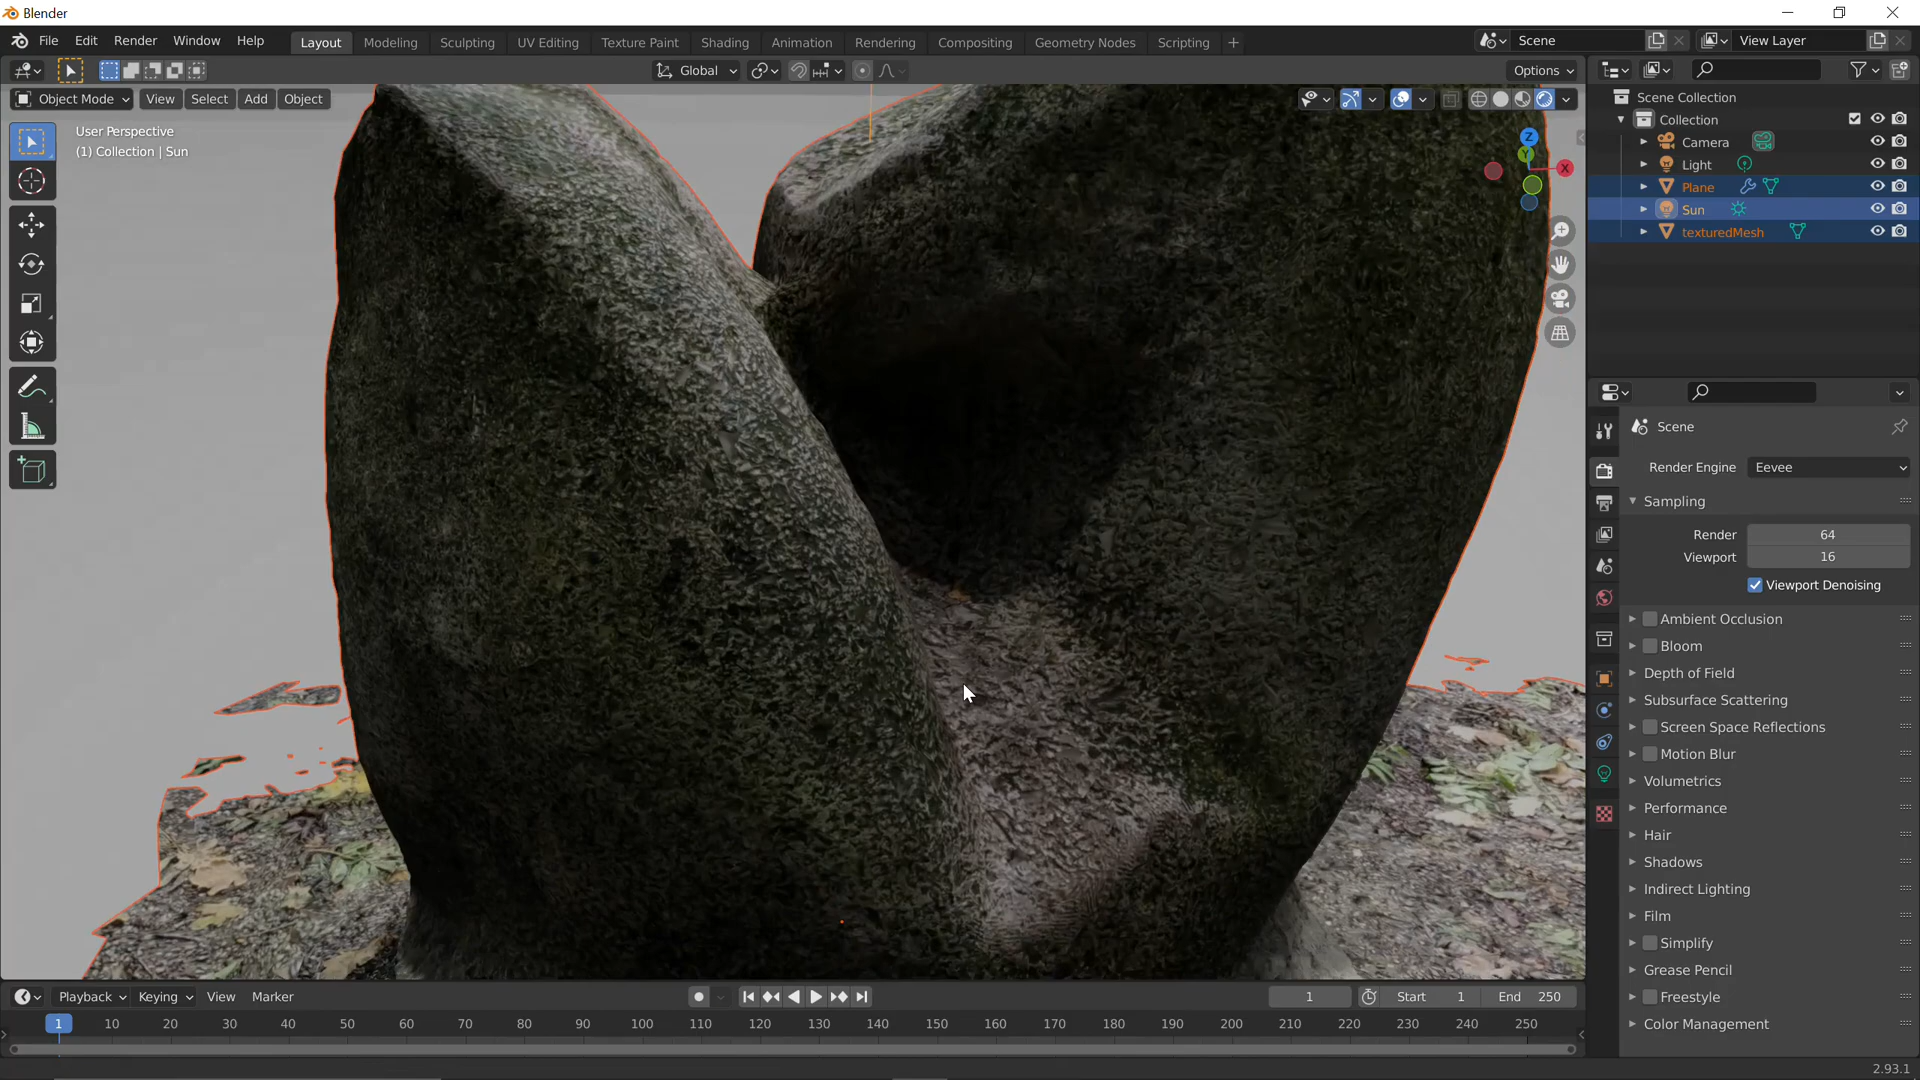 Blender
File Edit Render Window Help Layout Modeling Sculpting UV Editing Texture Paint Shading Animation Rendering Compositing Geometry Nodes Scripting + Scene View Layer
Global Options
Object Mode View Select Add Object
User Perspective
(1) Collection | Sun
Z
Y
X
Scene Collection
Collection
Camera
Light
Plane
Sun
texturedMesh
Scene
Render Engine Eevee
Sampling
Render 64
Viewport 16
Viewport Denoising
Ambient Occlusion
Bloom
Depth of Field
Subsurface Scattering
Screen Space Reflections
Motion Blur
Volumetrics
Performance
Hair
Shadows
Indirect Lighting
Film
Simplify
Grease Pencil
Freestyle
Color Management
Playback Keying View Marker 1 Start 1 End 250
1 10 20 30 40 50 60 70 80 90 100 110 120 130 140 150 160 170 180 190 200 210 220 230 240 250
2.93.1